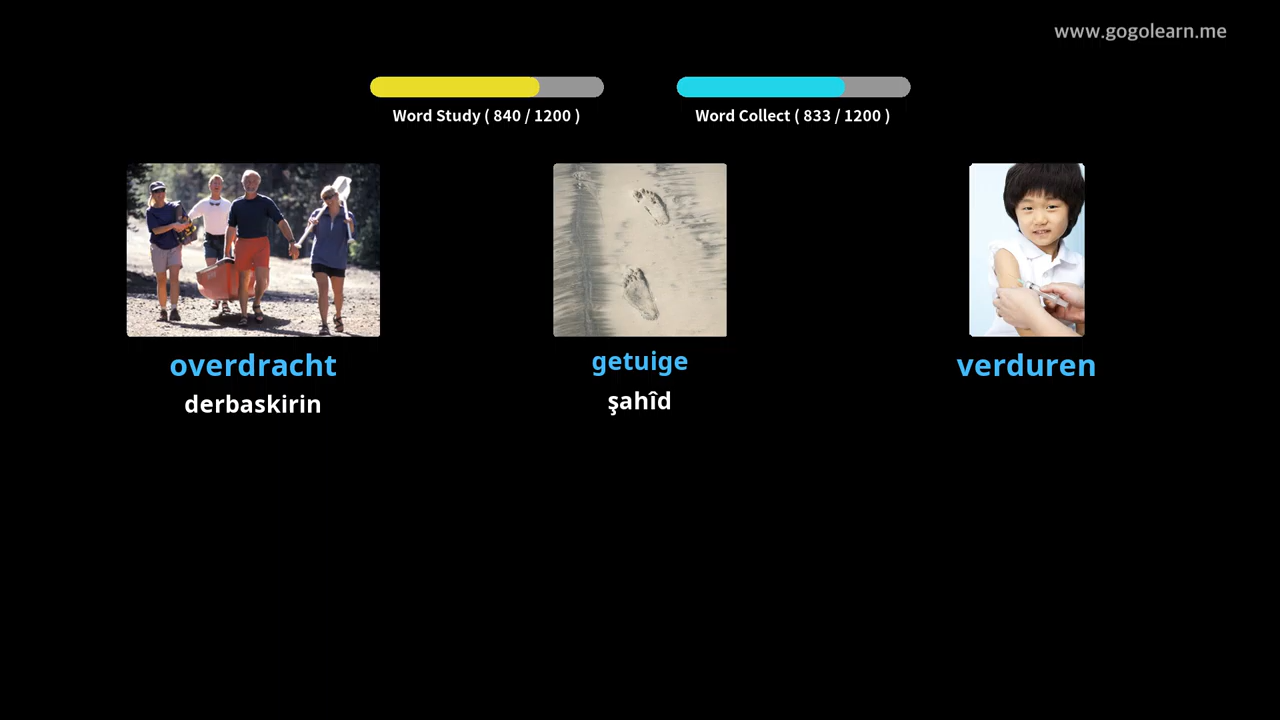 www.gogolearn.me
Word Study ( 840 / 1200 )
Word Collect ( 833 / 1200 )
overdracht
derbaskirin
getuige
şahîd
verduren